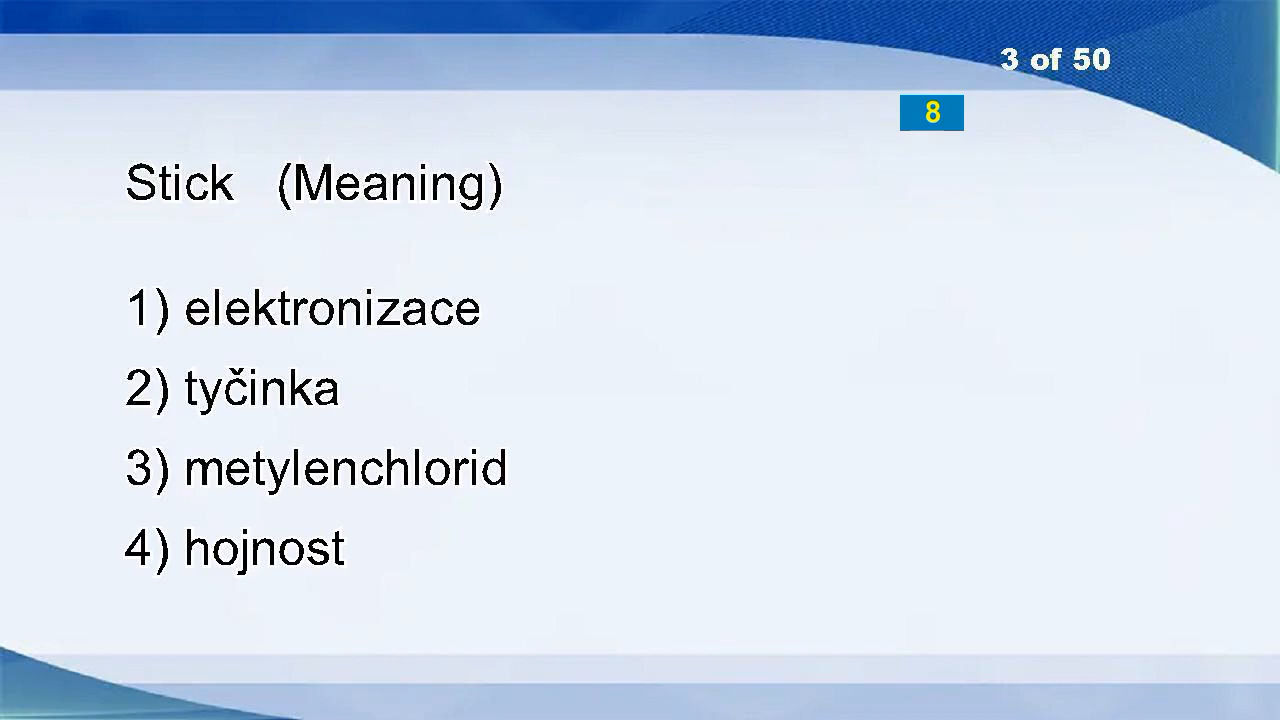 3 of 50
8
Stick (Meaning)
1) elektronizace
2) tyčinka
3) metylenchlorid
4) hojnost